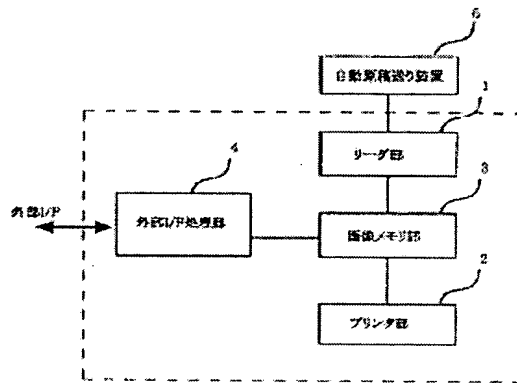 5
自動原稿送り装置
1
リーダ部
4
3
外部I/F
外部I/F処理部
画像メモリ部
2
プリンタ部